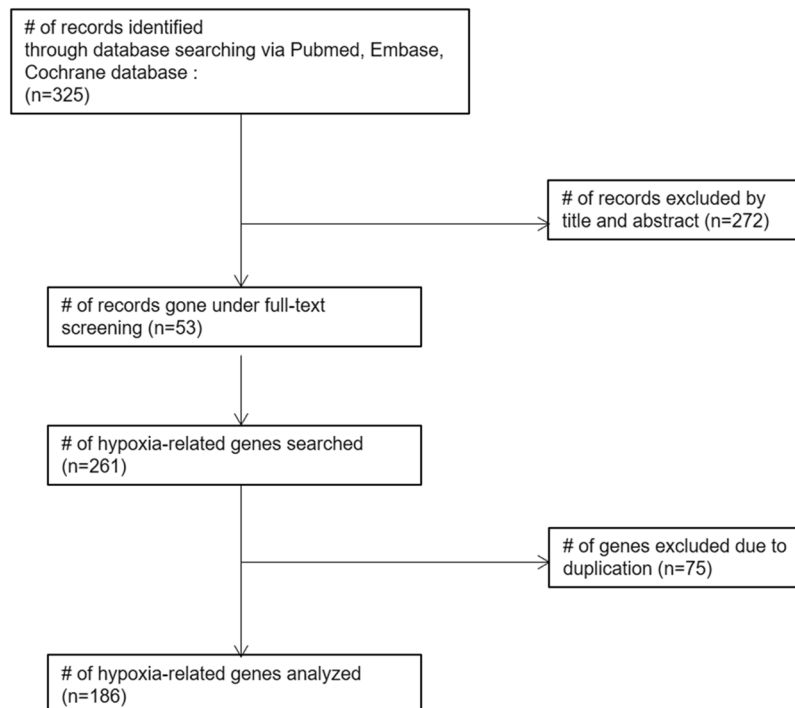 # of records identified
through database searching via Pubmed, Embase,
Cochrane database :
(n=325)
# of records excluded by
title and abstract (n=272)
# of records gone under full-text
screening (n=53)
# of hypoxia-related genes searched
(n=261)
# of genes excluded due to
duplication (n=75)
# of hypoxia-related genes analyzed
(n=186)